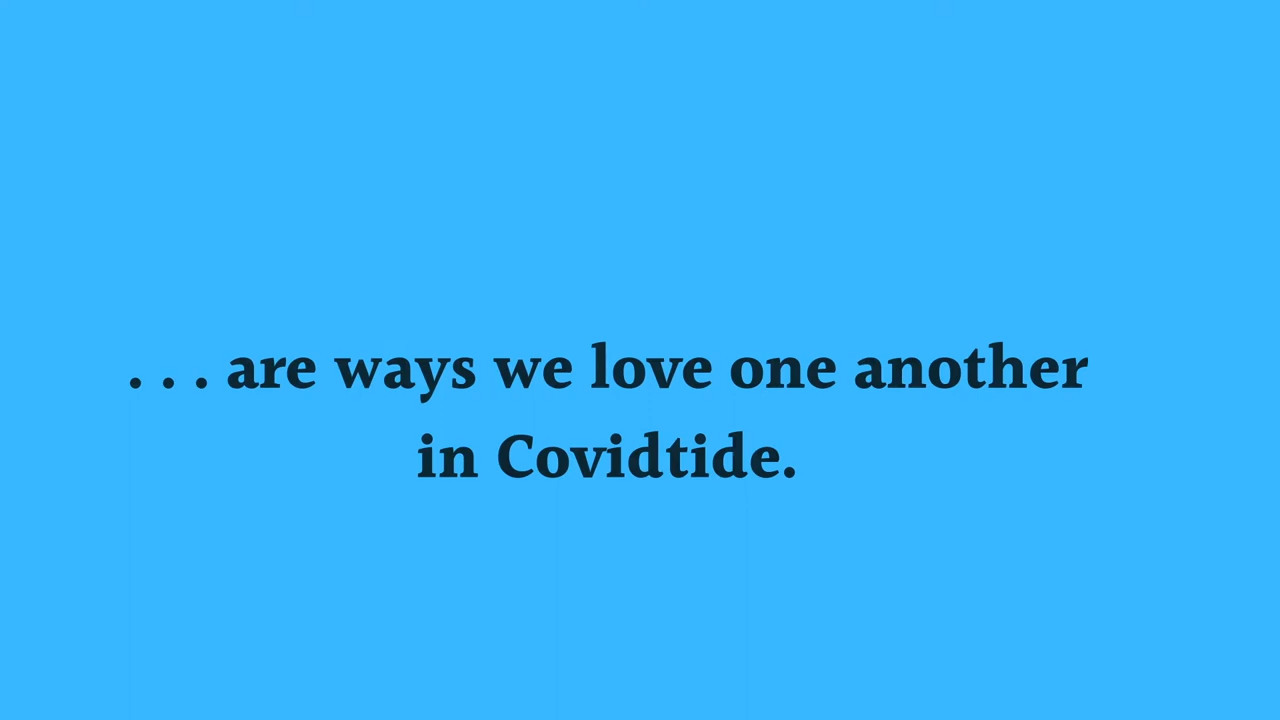 . . . are ways we love one another
in Covidtide.